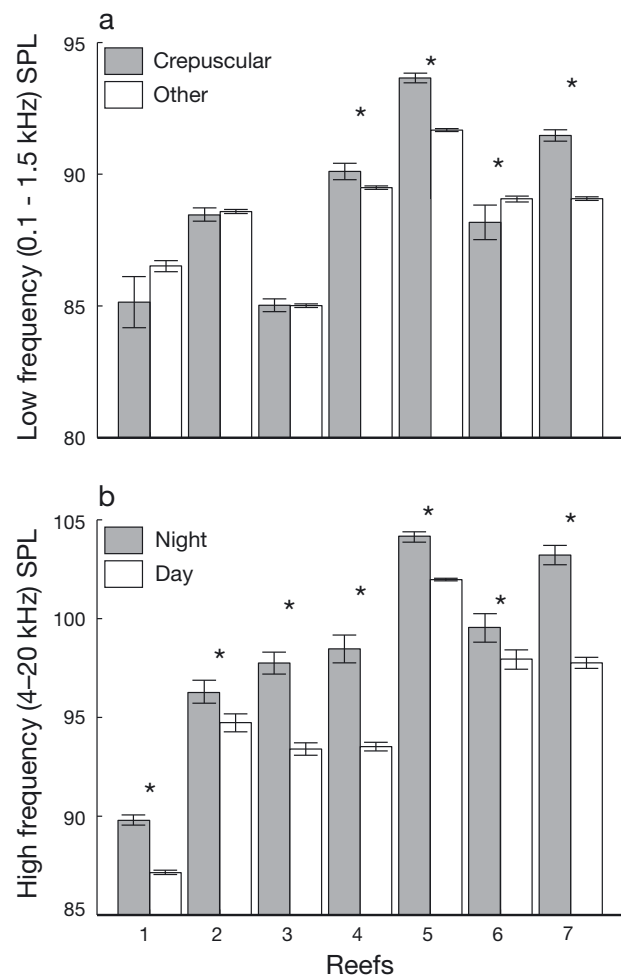 a
Low frequency (0.1 - 1.5 kHz) SPL
95
90
85
80
Crepuscular
Other
*
*
*
*
b
High frequency (4–20 kHz) SPL
105
100
95
90
85
Night
Day
*
*
*
*
*
*
*
1 2 3 4 5 6 7
Reefs